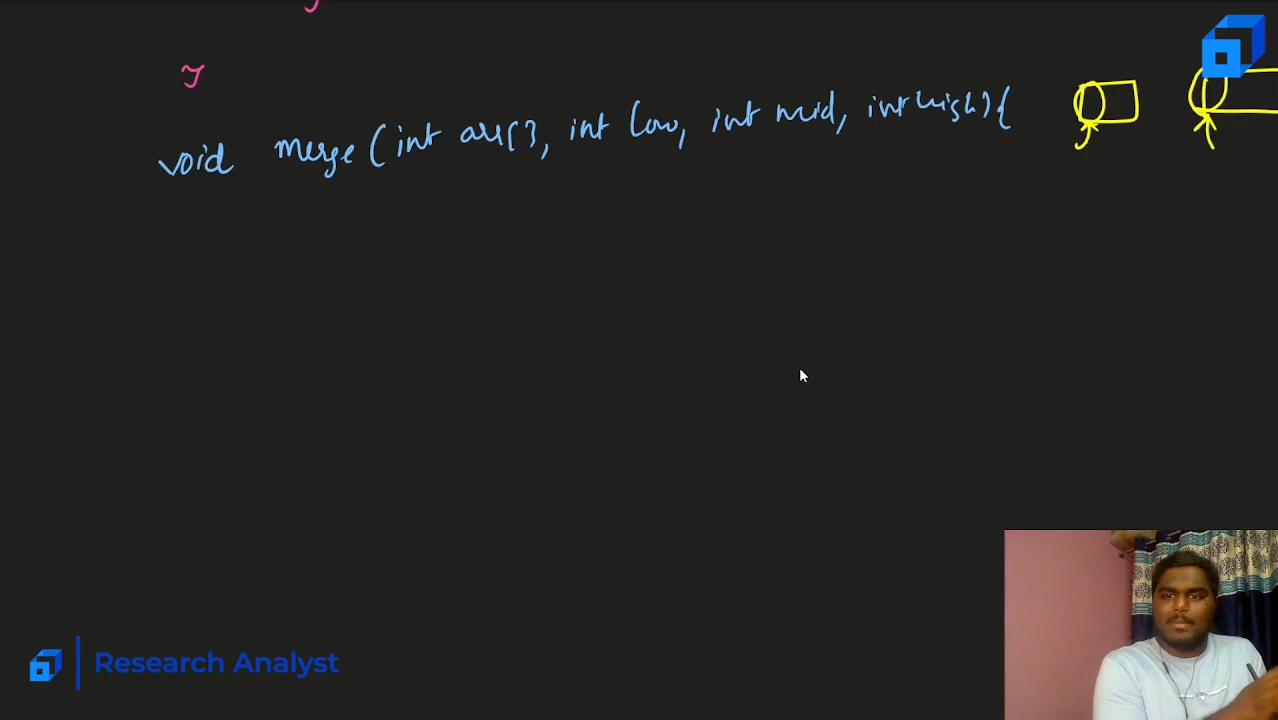 }
void merge (int arr[], int low, int mid, int high) {
Research Analyst